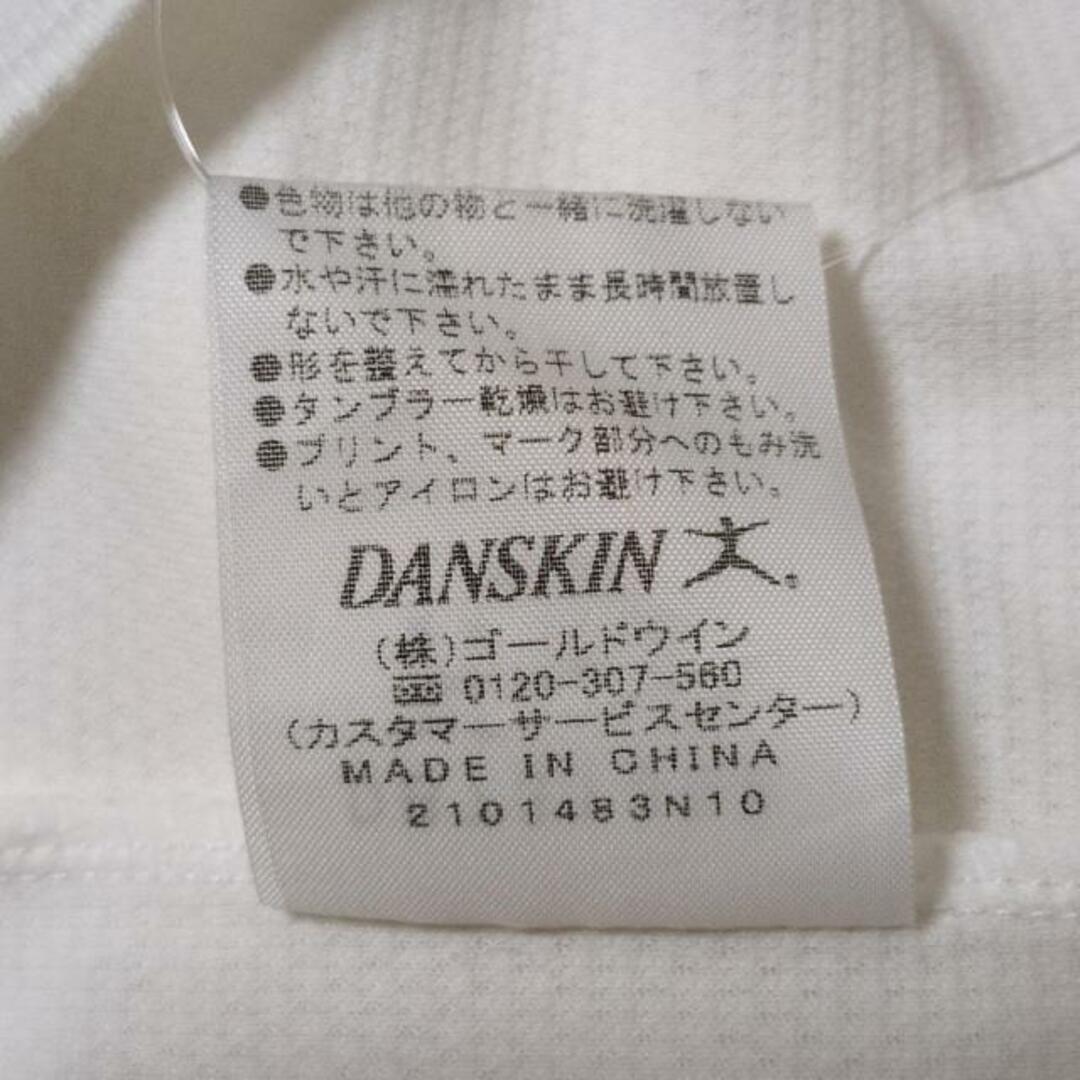 ●色物は他の物と一緒に洗濯しない
で下さい。
●水や汗に濡れたまま長時間放置し
ないで下さい。
●形を整えてから干して下さい。
●タンブラー乾燥はお避け下さい。
●プリント、マーク部分へのもみ洗
いとアイロンはお避け下さい。
DANSKIN
(株)ゴールドウイン
0120-307-560
(カスタマーサービスセンター)
MADE IN CHINA
2101483N10